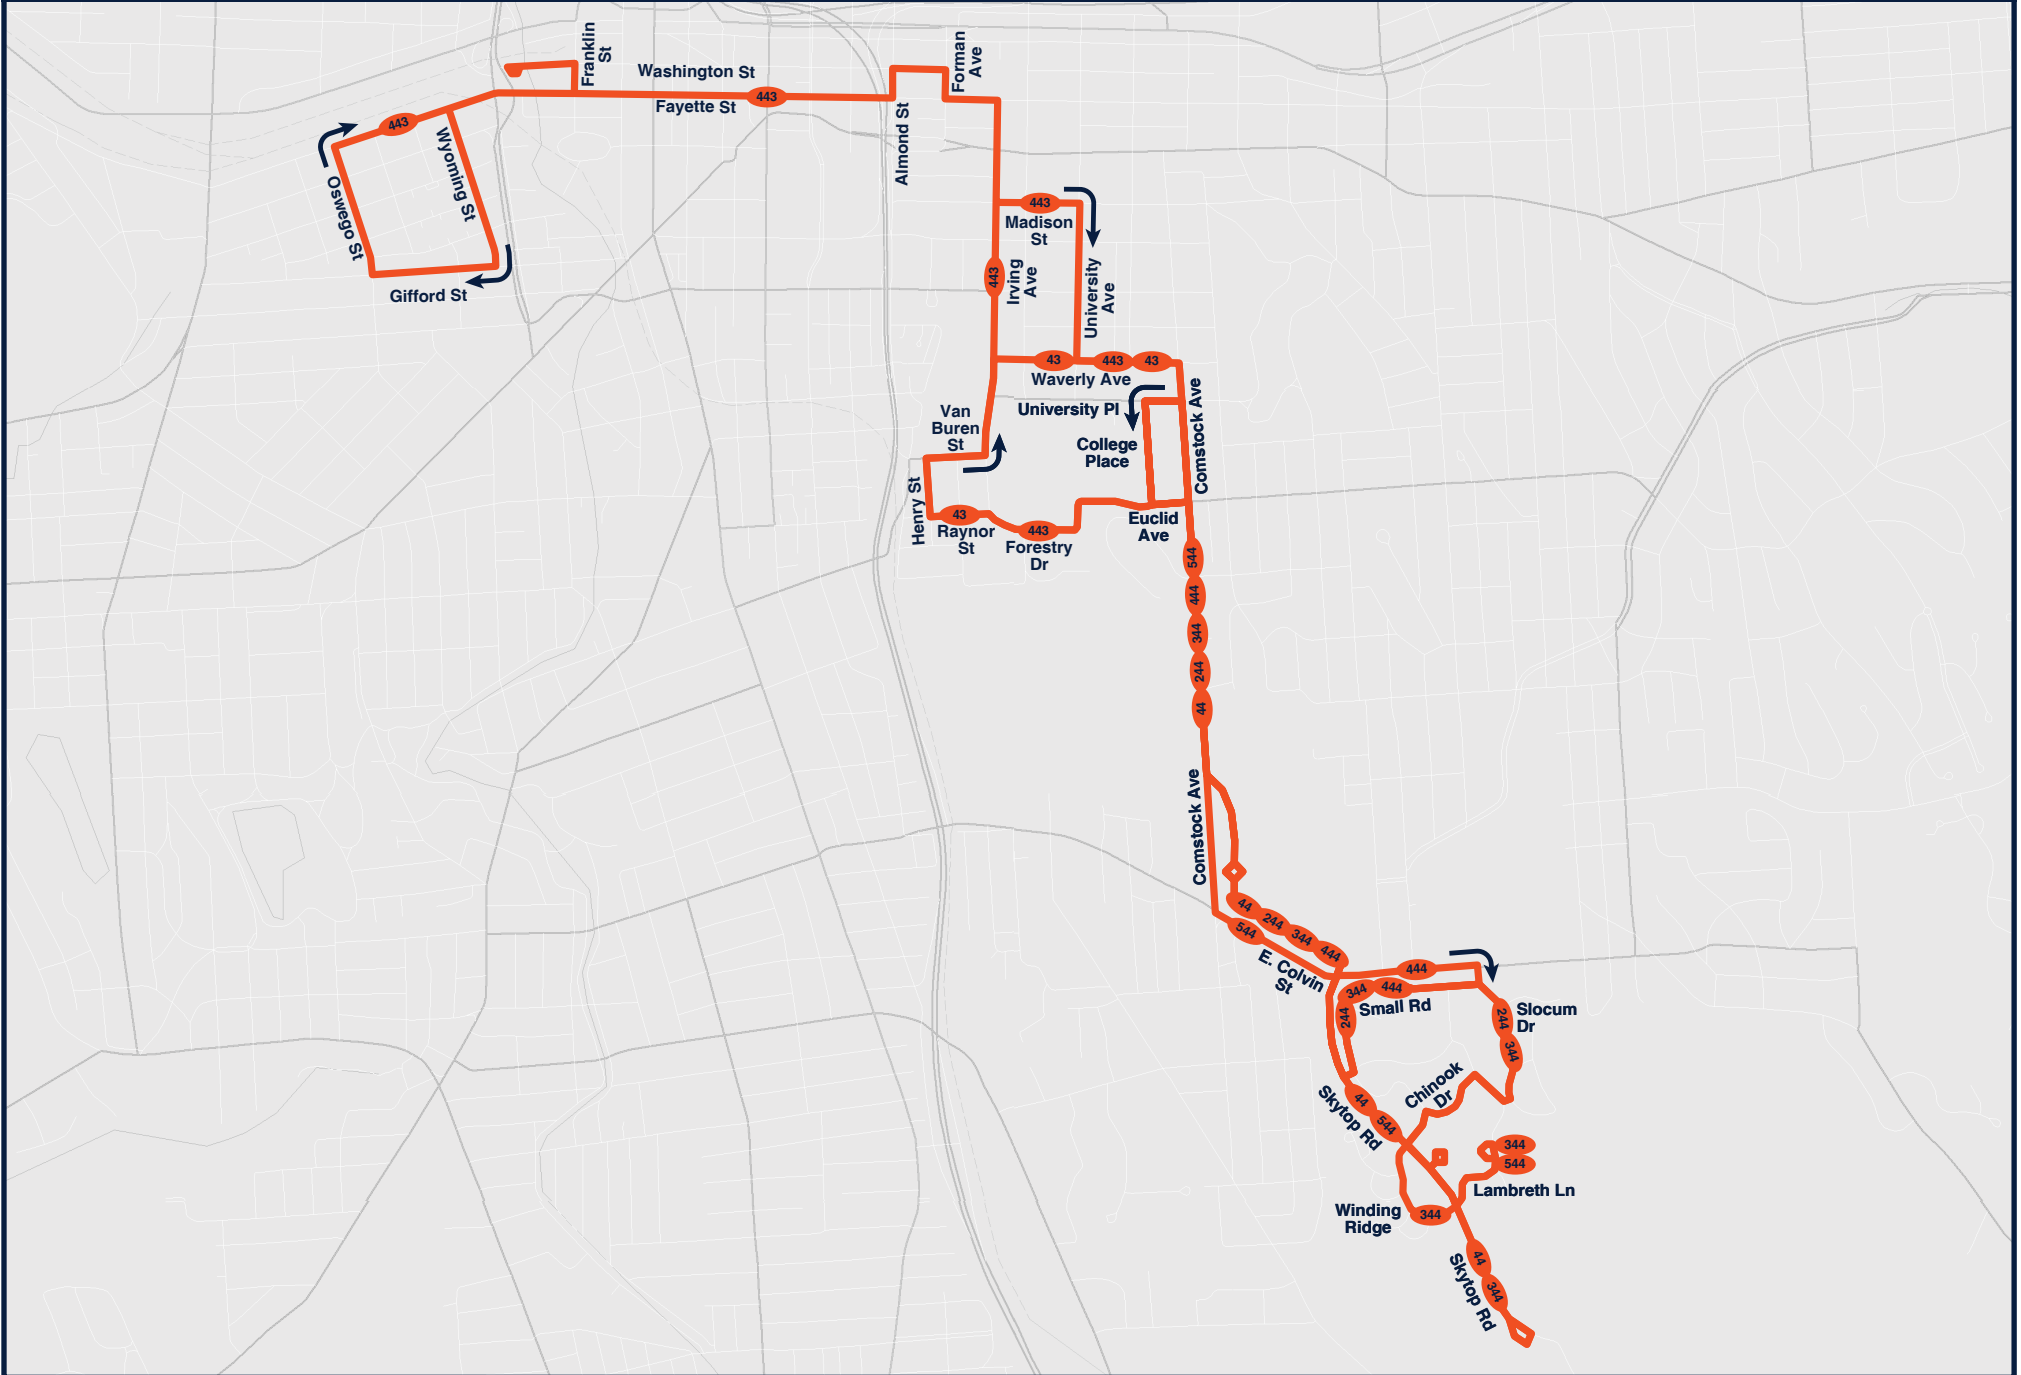 Franklin
St
Washington St
Forman
Ave
443
Fayette St
Almond St
443
Wyoming St
Oswego St
Gifford St
443
Madison
St
443
Irving
Ave
University
Ave
43
443
43
Waverly Ave
University Pl
College
Place
Comstock Ave
Van
Buren
St
Henry St
43
Raynor
St
443
Forestry
Dr
Euclid
Ave
544
444
344
244
44
Comstock Ave
44
244
344
444
544
E. Colvin
St
444
344
444
Small Rd
244
244
Slocum
Dr
344
Chinook
Dr
44
544
Skytop Rd
344
544
Lambreth Ln
Winding
Ridge
344
44
344
Skytop Rd